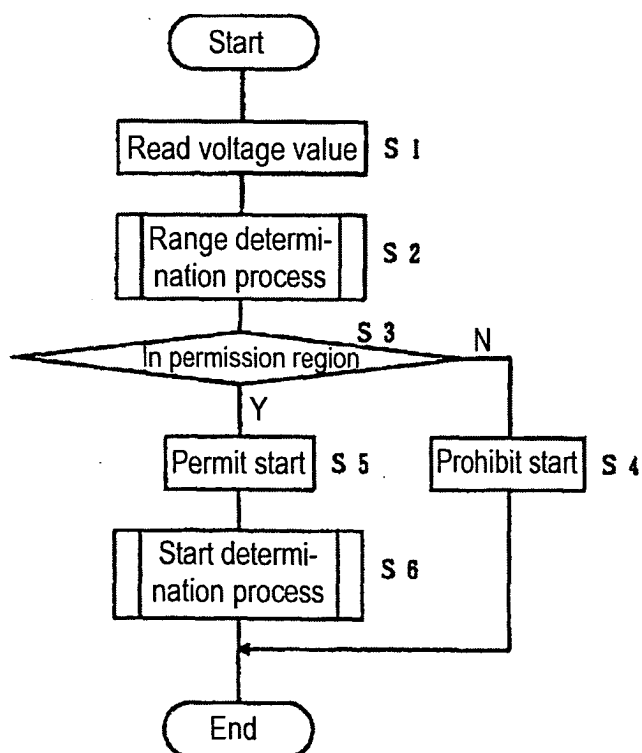 Start
Read voltage value S 1
Range determi-
nation process S 2
S 3
In permission region N
Y
Permit start S 5
Prohibit start S 4
Start determi-
nation process S 6
End